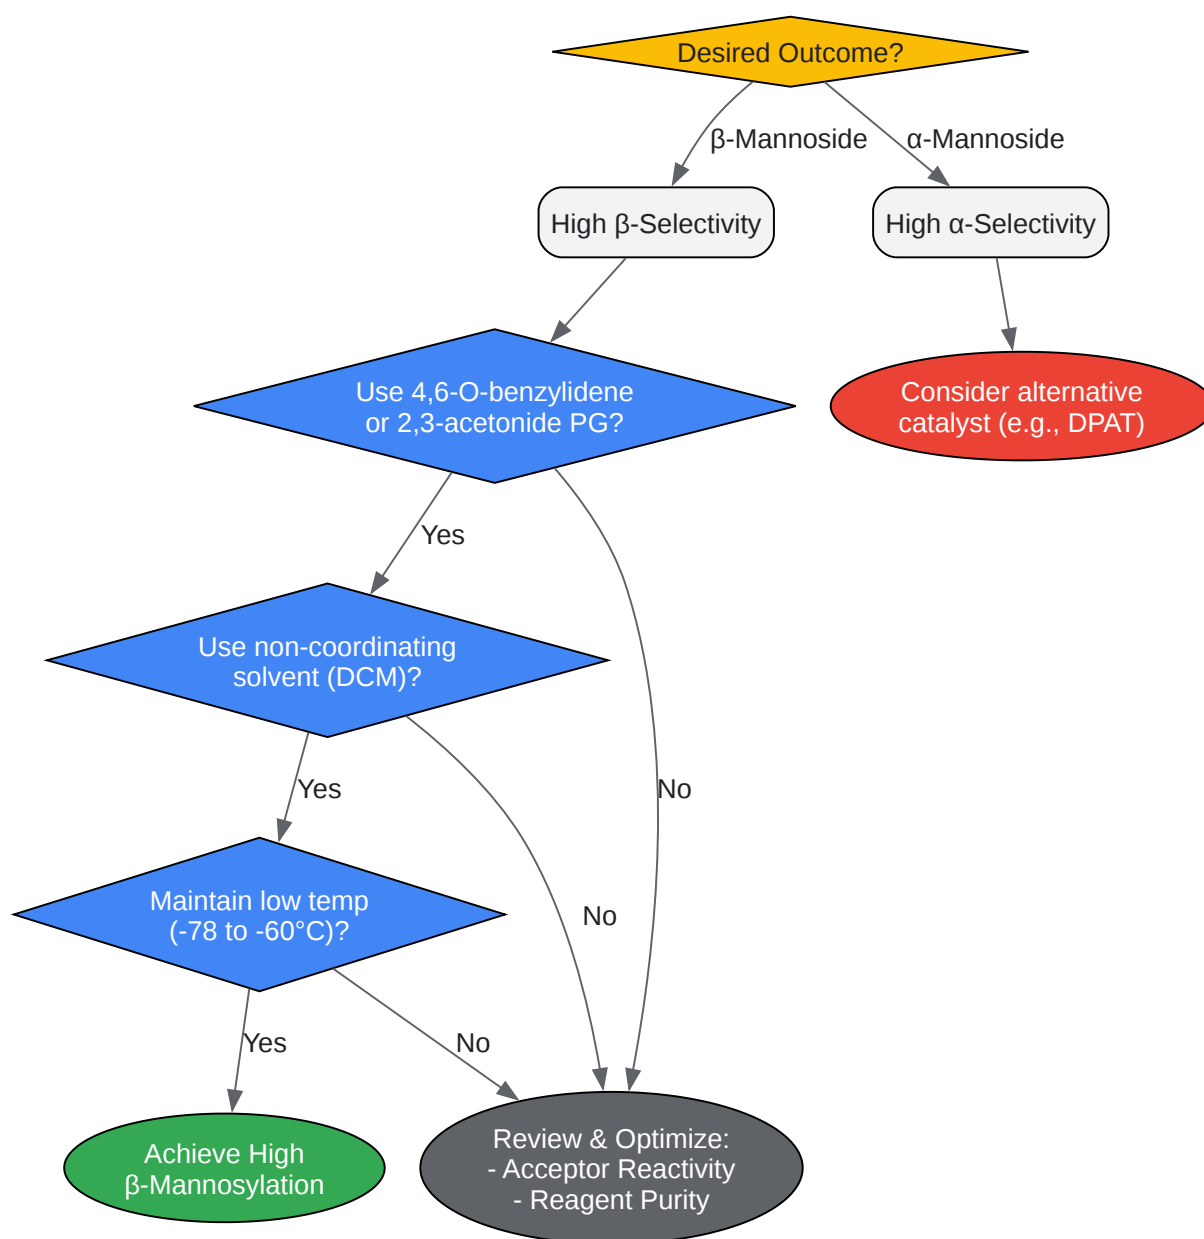 Desired Outcome?
β-Mannoside
α-Mannoside
High β-Selectivity
High α-Selectivity
Use 4,6-O-benzylidene
or 2,3-acetonide PG?
Consider alternative
catalyst (e.g., DPAT)
Yes
Use non-coordinating
solvent (DCM)?
Yes
No
Maintain low temp
(-78 to -60°C)?
No
Yes
No
Achieve High
β-Mannosylation
Review & Optimize:
- Acceptor Reactivity
- Reagent Purity